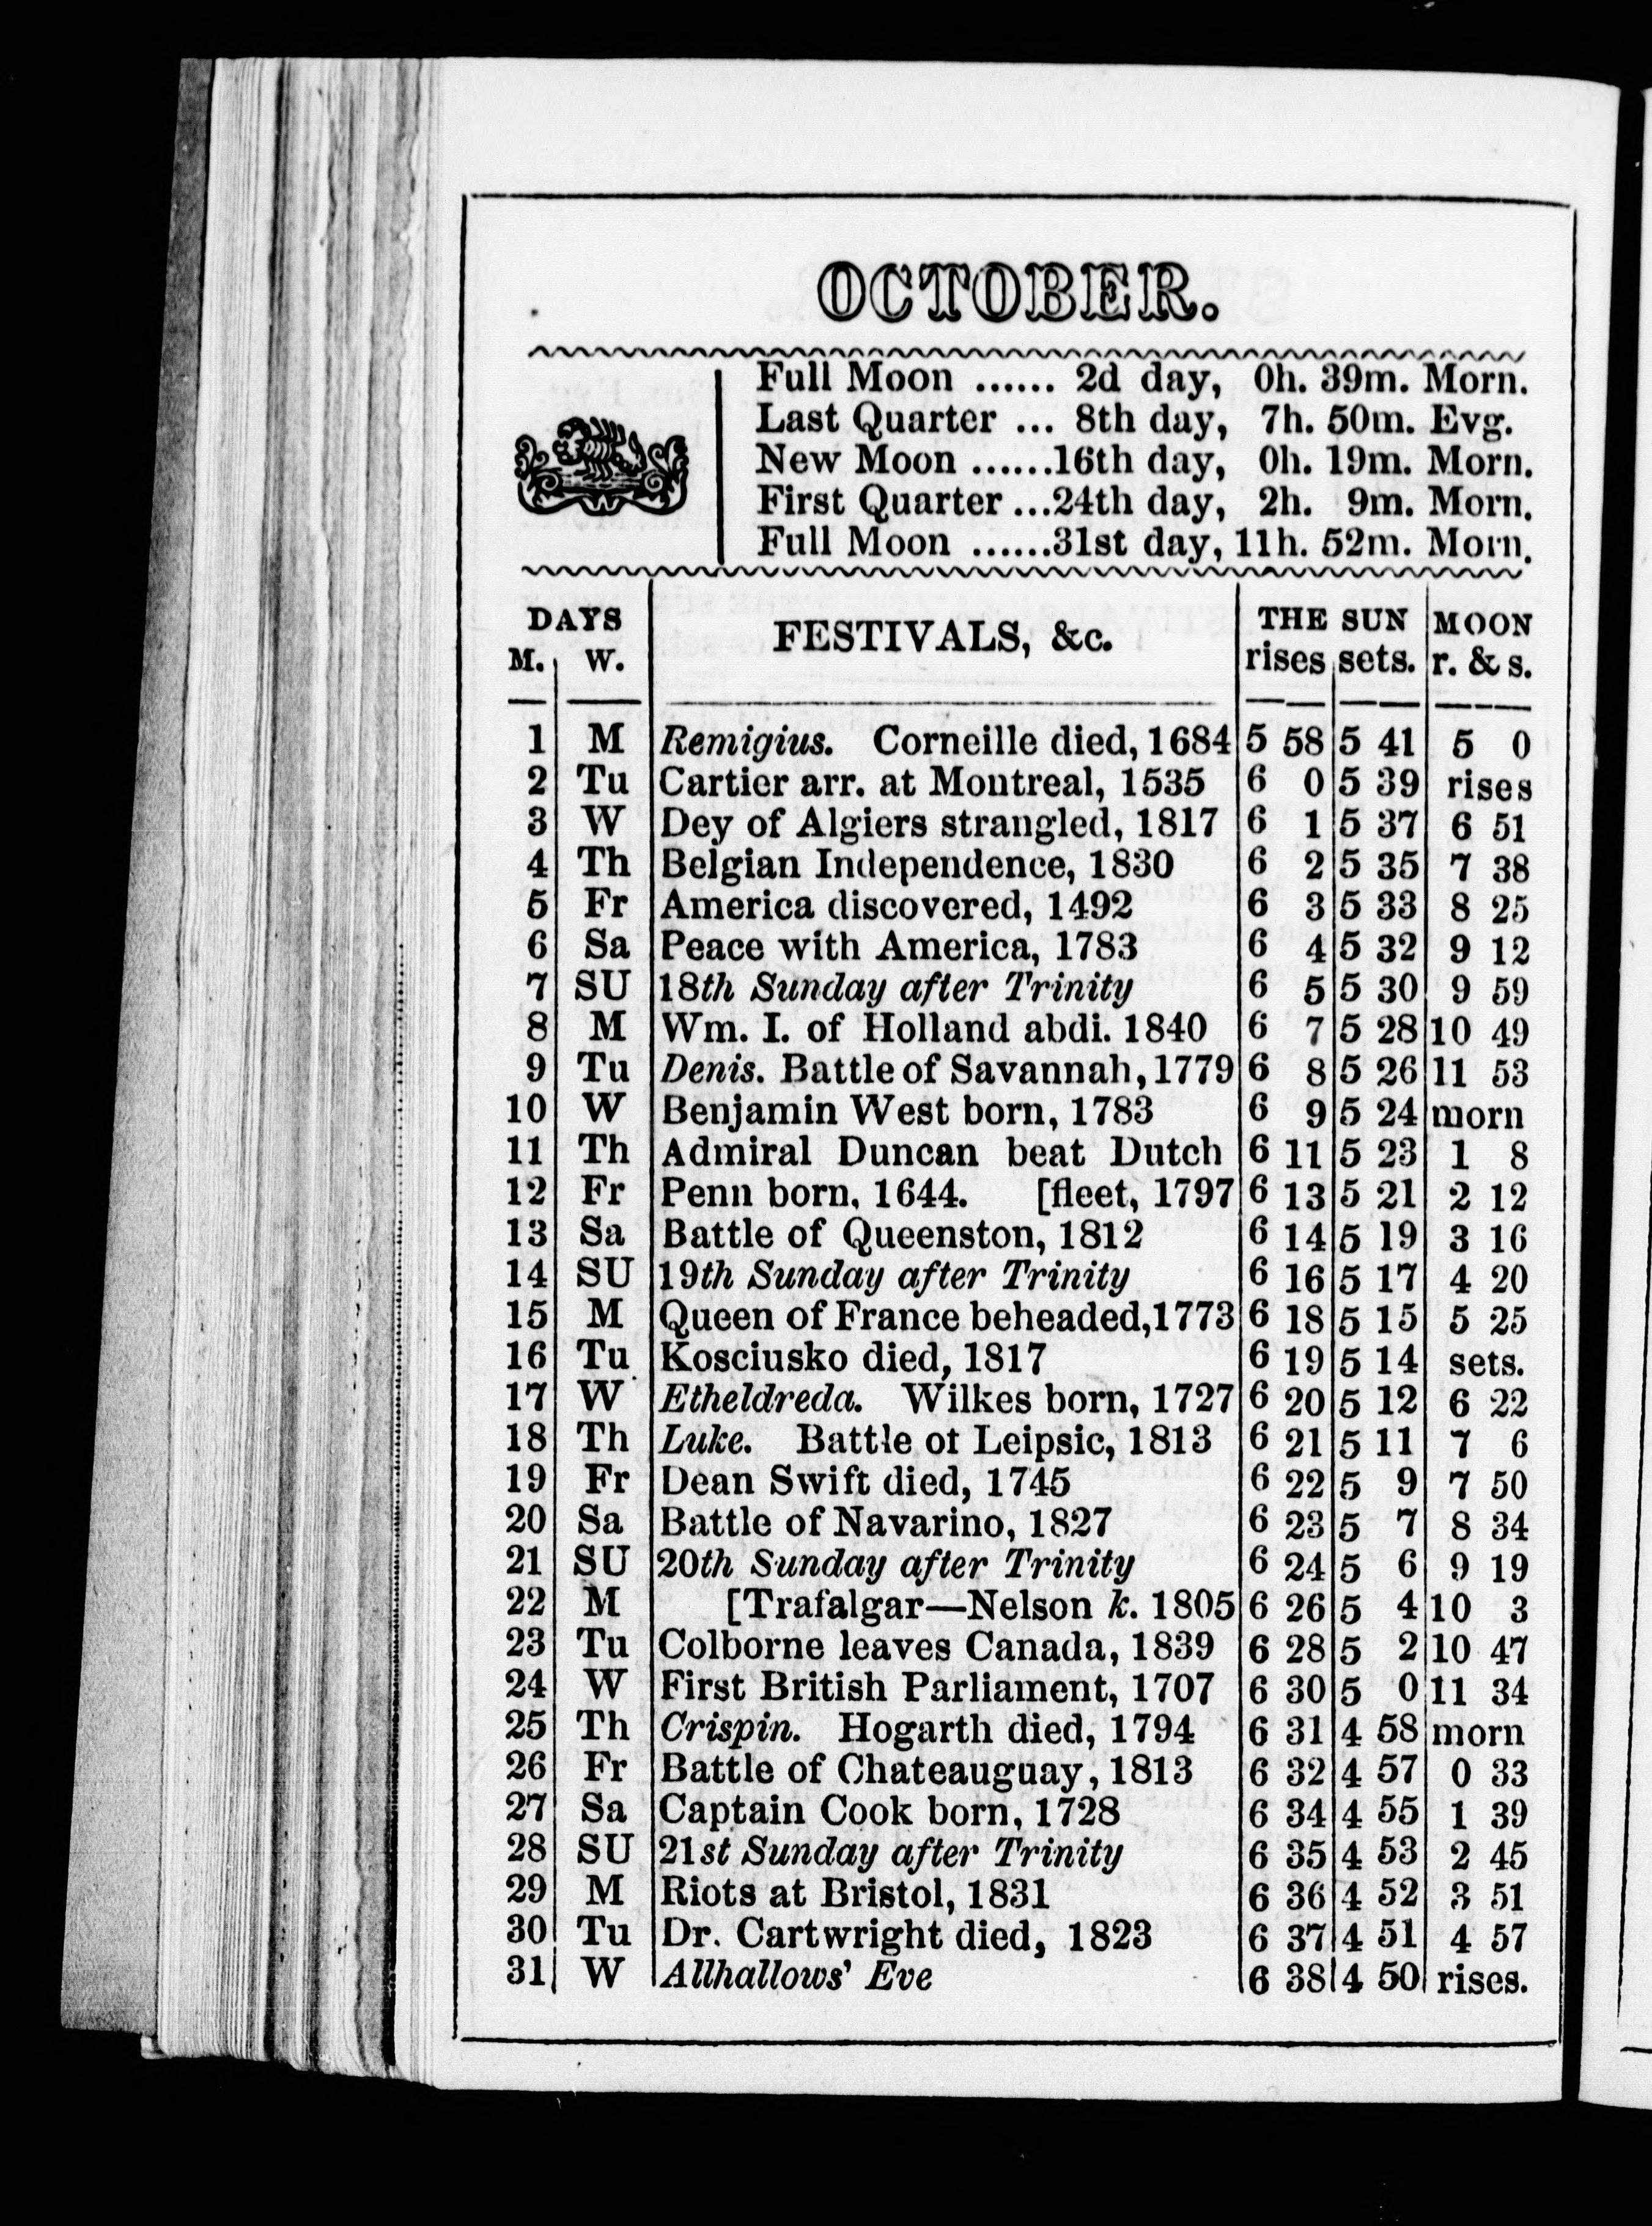 OCTOBER.
Full Moon ...... 2d day, 0h. 39m. Morn.
Last Quarter ... 8th day, 7h. 50m. Evg.
New Moon ......16th day, 0h. 19m. Morn.
First Quarter ...24th day, 2h. 9m. Morn.
Full Moon ......31st day, 11h. 52m. Morn.
DAYS FESTIVALS, &c. THE SUN MOON
M. W. rises sets. r. & s.
1 M Remigius. Corneille died, 1684 5 58 5 41 5 0
2 Tu Cartier arr. at Montreal, 1535 6 0 5 39 rises
3 W Dey of Algiers strangled, 1817 6 1 5 37 6 51
4 Th Belgian Independence, 1830 6 2 5 35 7 38
5 Fr America discovered, 1492 6 3 5 33 8 25
6 Sa Peace with America, 1783 6 4 5 32 9 12
7 SU 18th Sunday after Trinity 6 5 5 30 9 59
8 M Wm. I. of Holland abdi. 1840 6 7 5 28 10 49
9 Tu Denis. Battle of Savannah, 1779 6 8 5 26 11 53
10 W Benjamin West born, 1783 6 9 5 24 morn
11 Th Admiral Duncan beat Dutch 6 11 5 23 1 8
12 Fr Penn born, 1644. [fleet, 1797 6 13 5 21 2 12
13 Sa Battle of Queenston, 1812 6 14 5 19 3 16
14 SU 19th Sunday after Trinity 6 16 5 17 4 20
15 M Queen of France beheaded,1773 6 18 5 15 5 25
16 Tu Kosciusko died, 1817 6 19 5 14 sets.
17 W Etheldreda. Wilkes born, 1727 6 20 5 12 6 22
18 Th Luke. Battle of Leipsic, 1813 6 21 5 11 7 6
19 Fr Dean Swift died, 1745 6 22 5 9 7 50
20 Sa Battle of Navarino, 1827 6 23 5 7 8 34
21 SU 20th Sunday after Trinity 6 24 5 6 9 19
22 M [Trafalgar—Nelson k. 1805 6 26 5 4 10 3
23 Tu Colborne leaves Canada, 1839 6 28 5 2 10 47
24 W First British Parliament, 1707 6 30 5 0 11 34
25 Th Crispin. Hogarth died, 1794 6 31 4 58 morn
26 Fr Battle of Chateauguay, 1813 6 32 4 57 0 33
27 Sa Captain Cook born, 1728 6 34 4 55 1 39
28 SU 21st Sunday after Trinity 6 35 4 53 2 45
29 M Riots at Bristol, 1831 6 36 4 52 3 51
30 Tu Dr. Cartwright died, 1823 6 37 4 51 4 57
31 W Allhallows' Eve 6 38 4 50 rises.